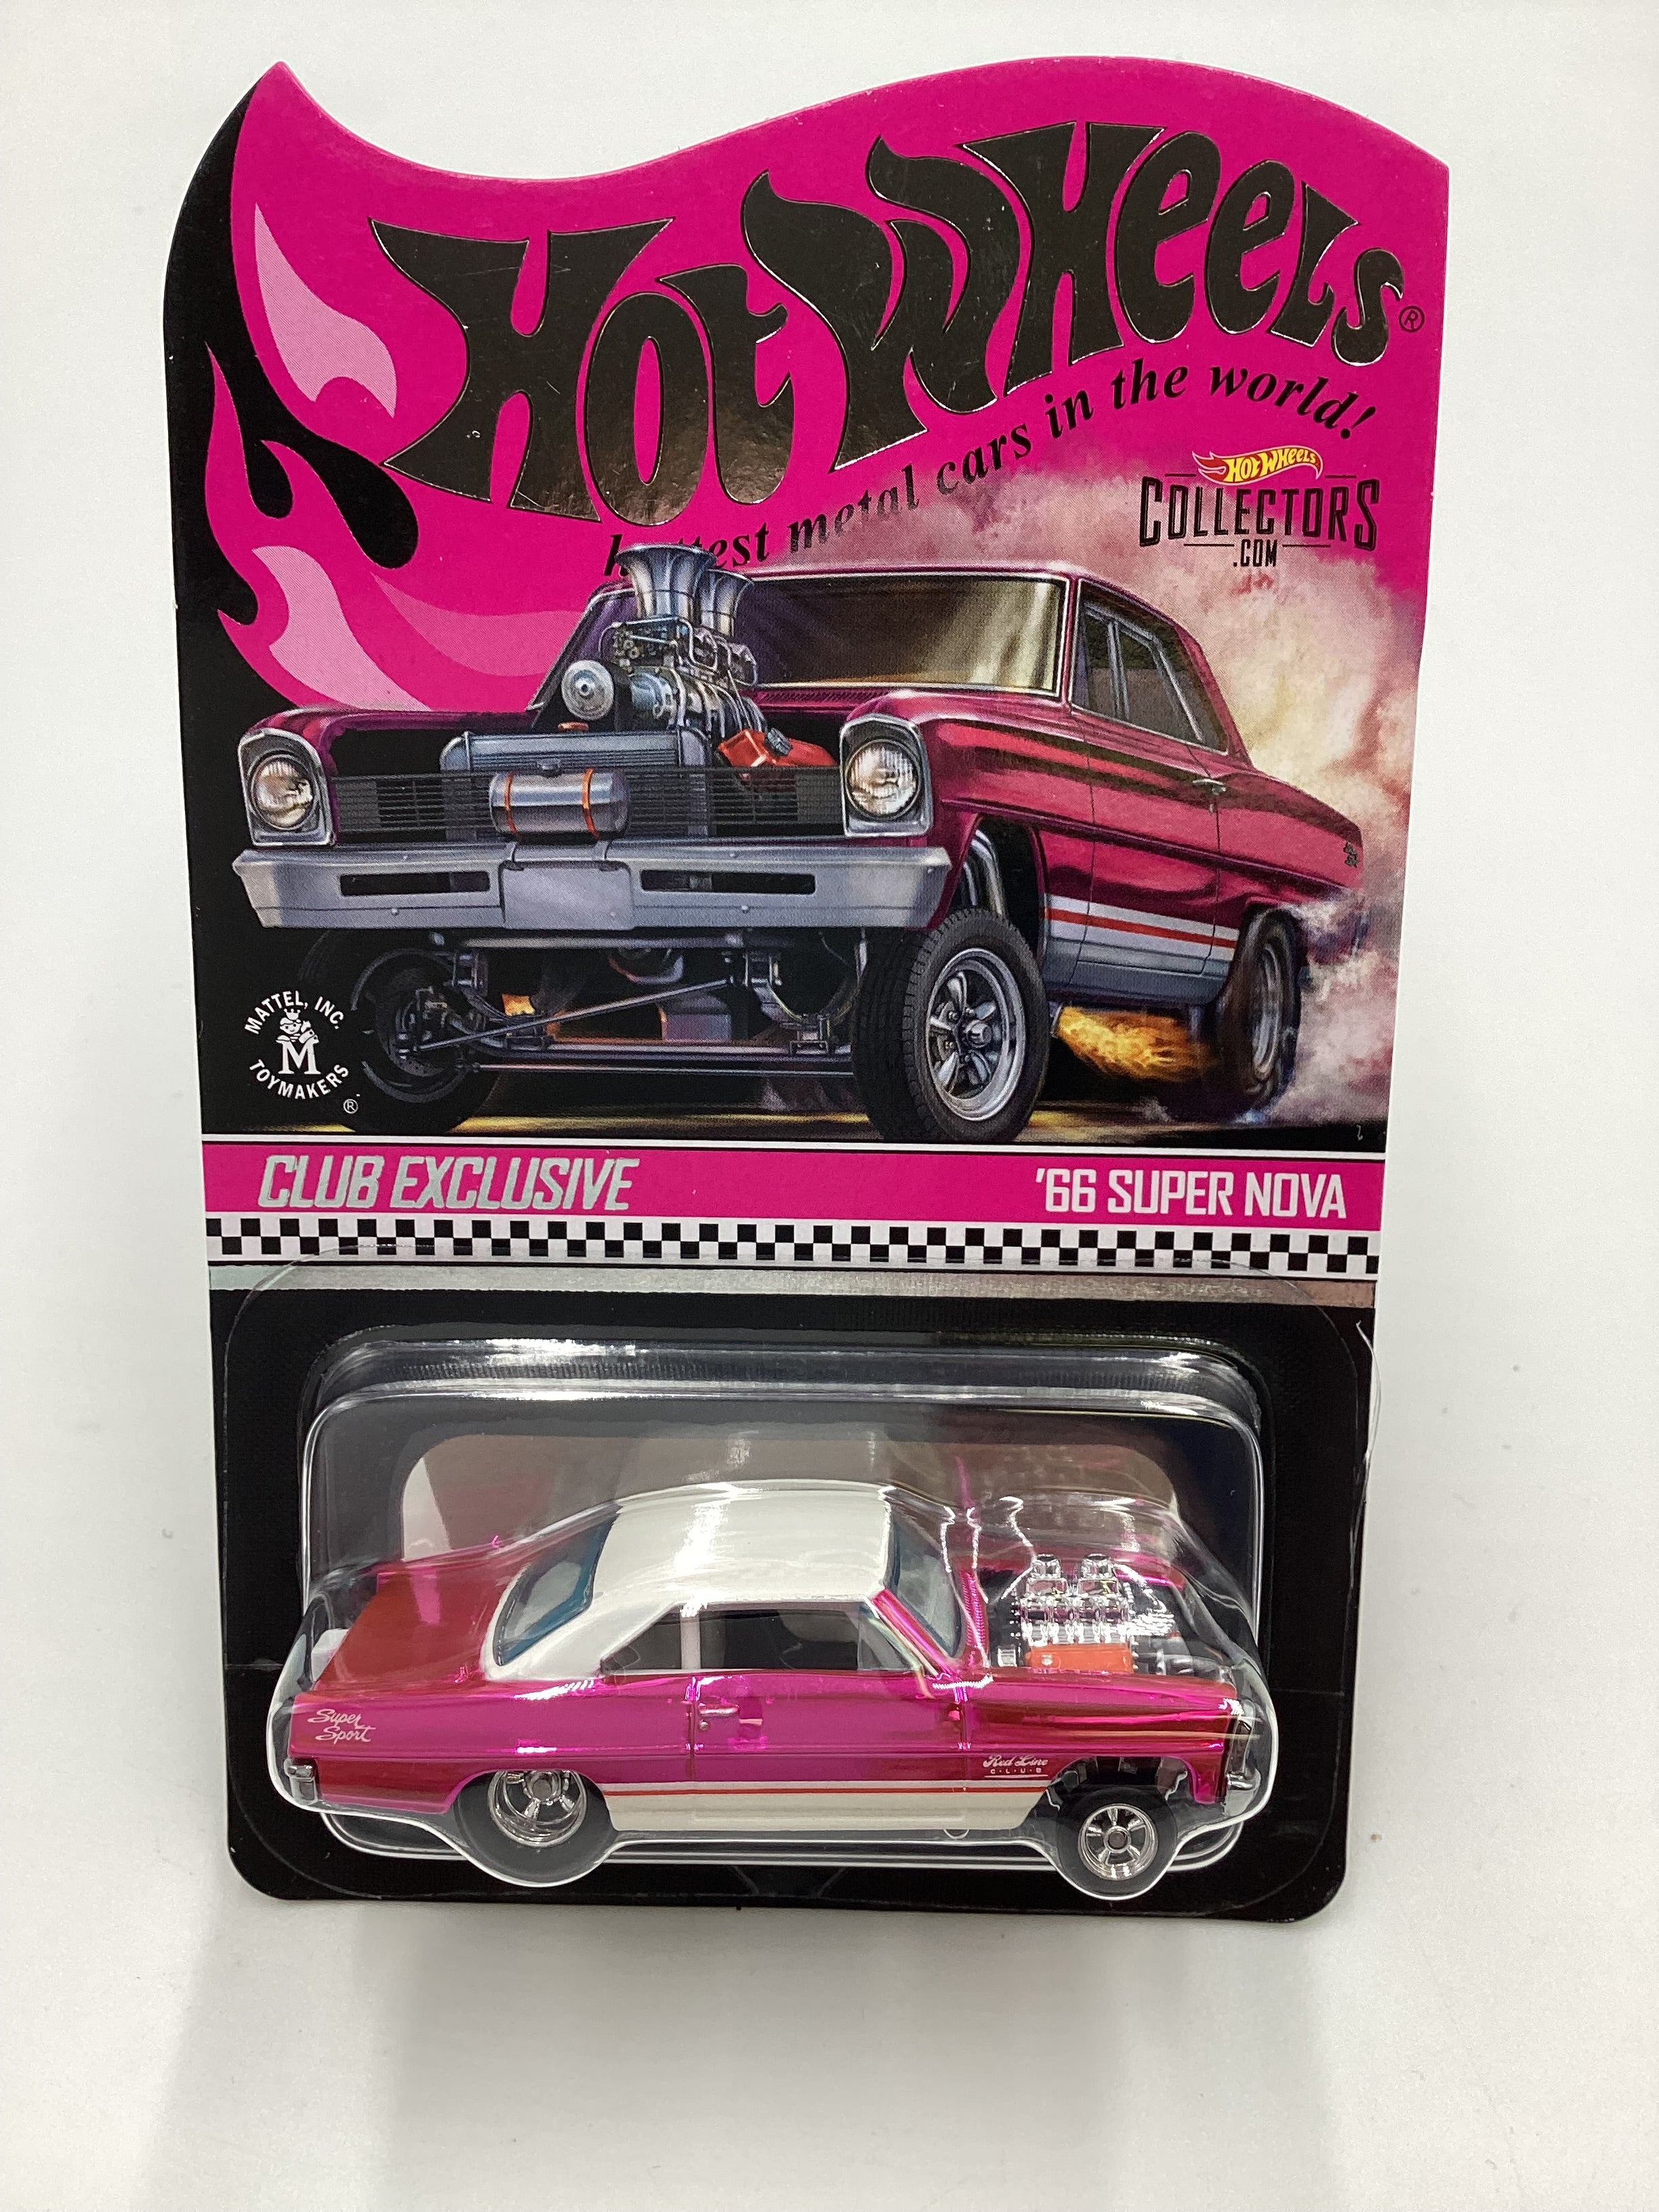 Hot Wheels®
hottest metal cars in the world!
Hot Wheels
COLLECTORS
.COM
MATTEL, INC.
M
TOYMAKERS
®
CLUB EXCLUSIVE
'66 SUPER NOVA
Super
Sport
Red Line
C·L·U·B